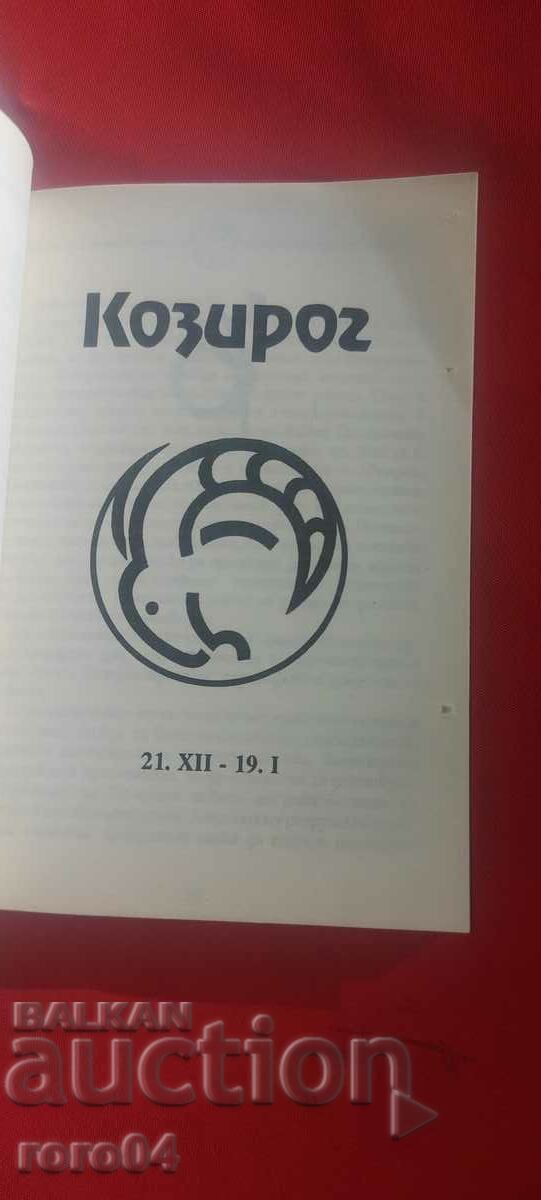 Козирог
21. XII - 19. I
BALKAN
auction
roro04